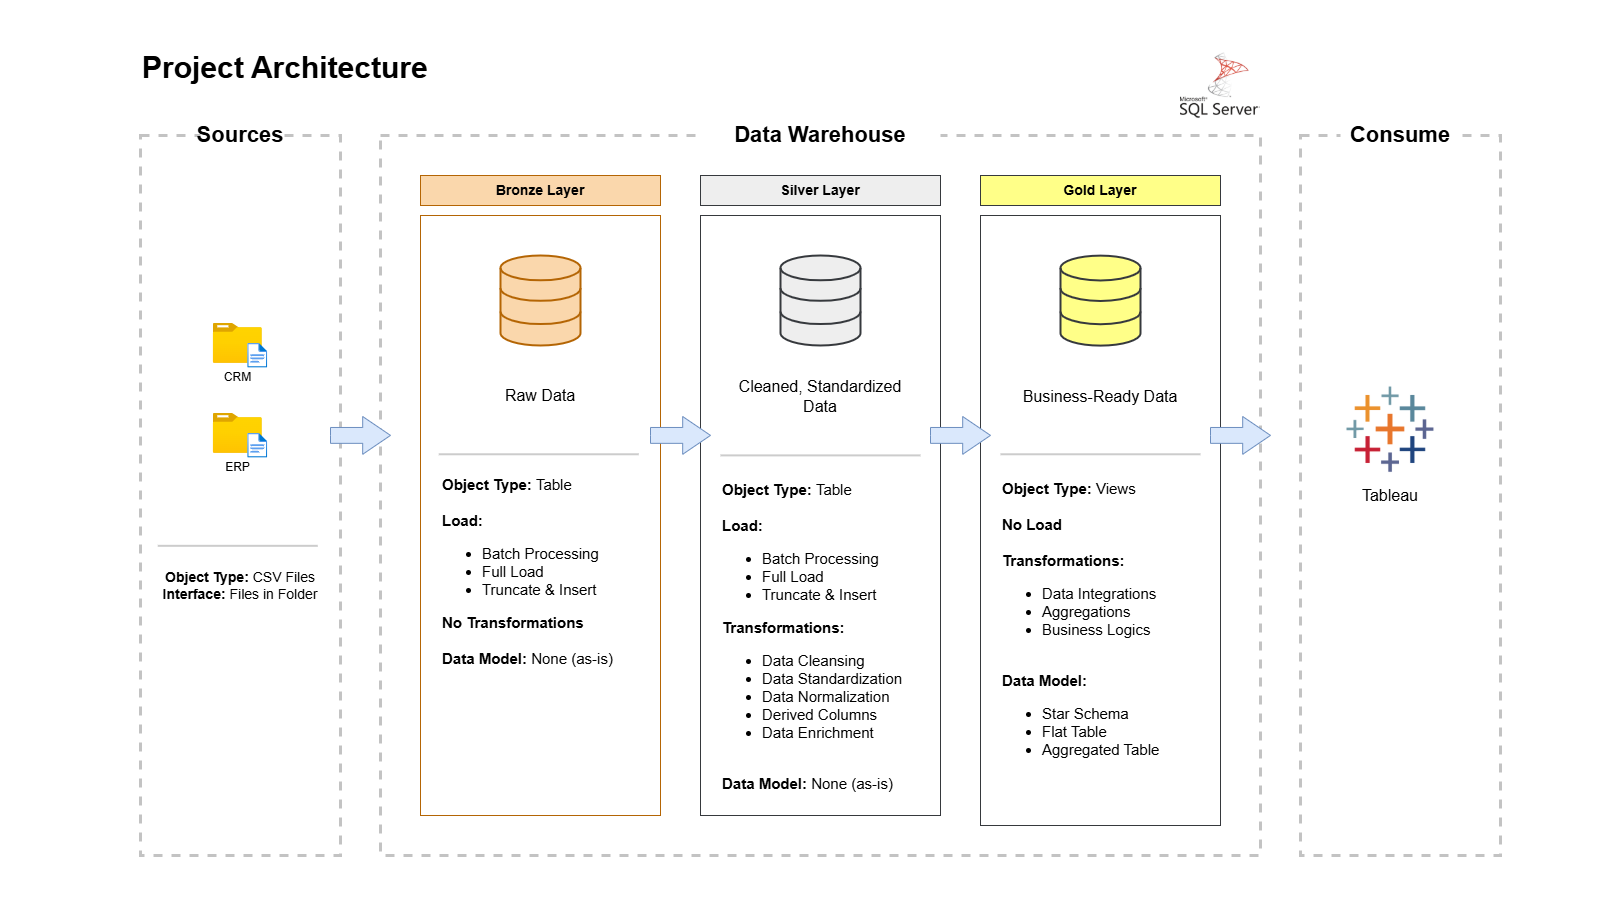 Project Architecture
Microsoft®
SQL Server
Sources
CRM
ERP
Object Type: CSV Files
Interface: Files in Folder
Data Warehouse
Bronze Layer
Raw Data
Object Type: Table
Load:
• Batch Processing
• Full Load
• Truncate & Insert
No Transformations
Data Model: None (as-is)
Silver Layer
Cleaned, Standardized
Data
Object Type: Table
Load:
• Batch Processing
• Full Load
• Truncate & Insert
Transformations:
• Data Cleansing
• Data Standardization
• Data Normalization
• Derived Columns
• Data Enrichment
Data Model: None (as-is)
Gold Layer
Business-Ready Data
Object Type: Views
No Load
Transformations:
• Data Integrations
• Aggregations
• Business Logics
Data Model:
• Star Schema
• Flat Table
• Aggregated Table
Consume
Tableau